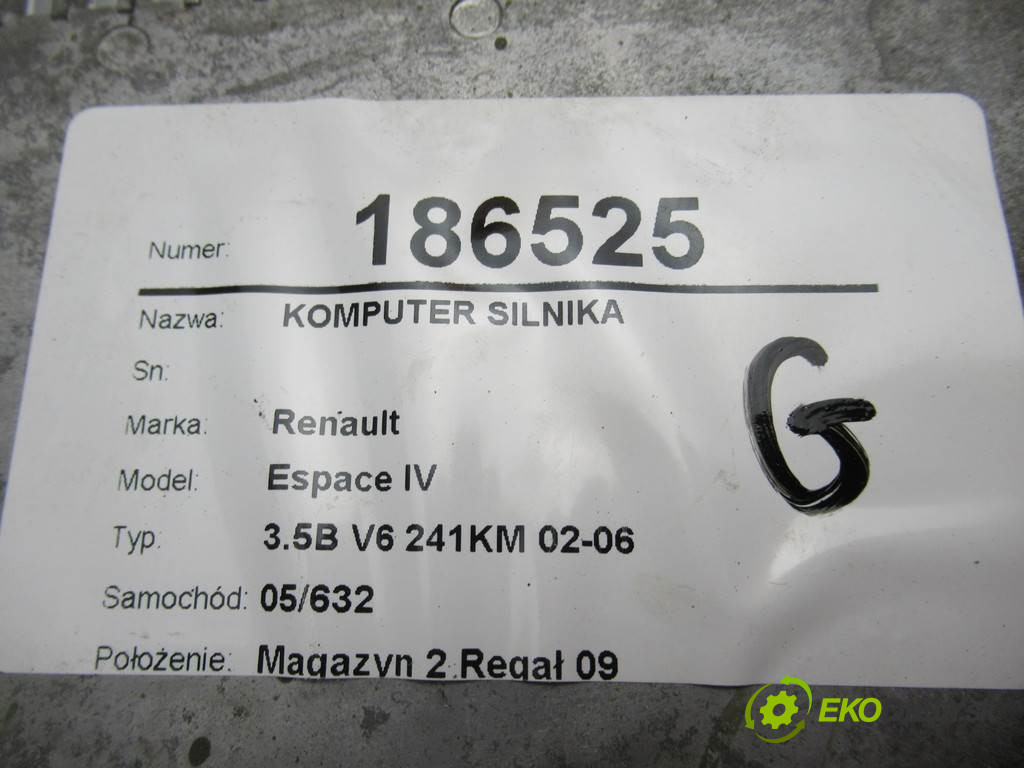 Numer: 186525
Nazwa: KOMPUTER SILNIKA
Sn:
Marka: Renault
Model: Espace IV
Typ: 3.5B V6 241KM 02-06
Samochód: 05/632
Położenie: Magazyn 2 Regał 09
G
EKO